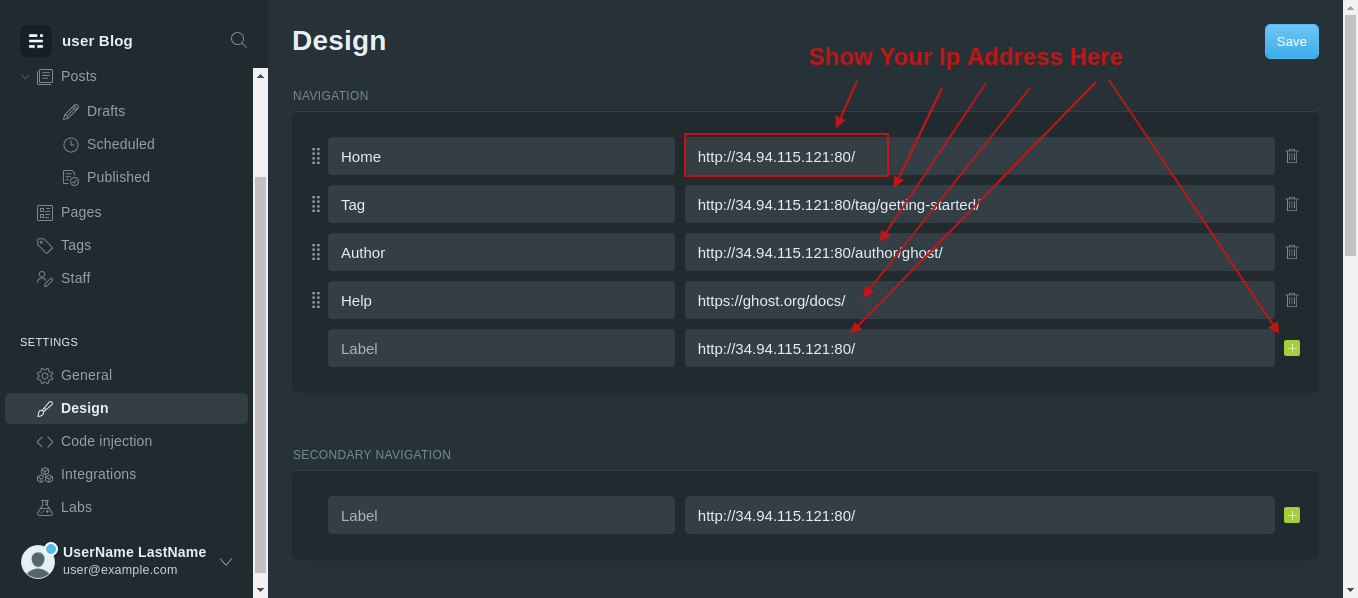 user Blog
Posts
Drafts
Scheduled
Published
Pages
Tags
Staff
SETTINGS
General
Design
Code injection
Integrations
Labs
UserName LastName
user@example.com
Design
Save
Show Your Ip Address Here
NAVIGATION
Home http://34.94.115.121:80/
Tag http://34.94.115.121:80/tag/getting-started/
Author http://34.94.115.121:80/author/ghost/
Help https://ghost.org/docs/
Label http://34.94.115.121:80/
SECONDARY NAVIGATION
Label http://34.94.115.121:80/